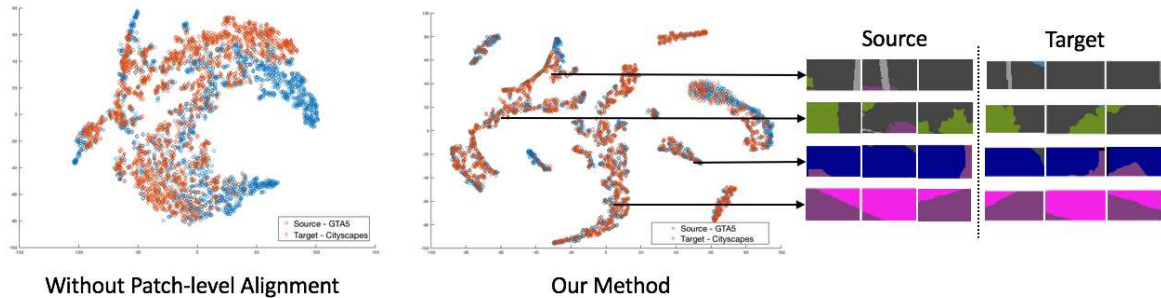 Source
Target
Source - GTA5
Target - Cityscapes
Source - GTA5
Target - Cityscapes
Without Patch-level Alignment
Our Method